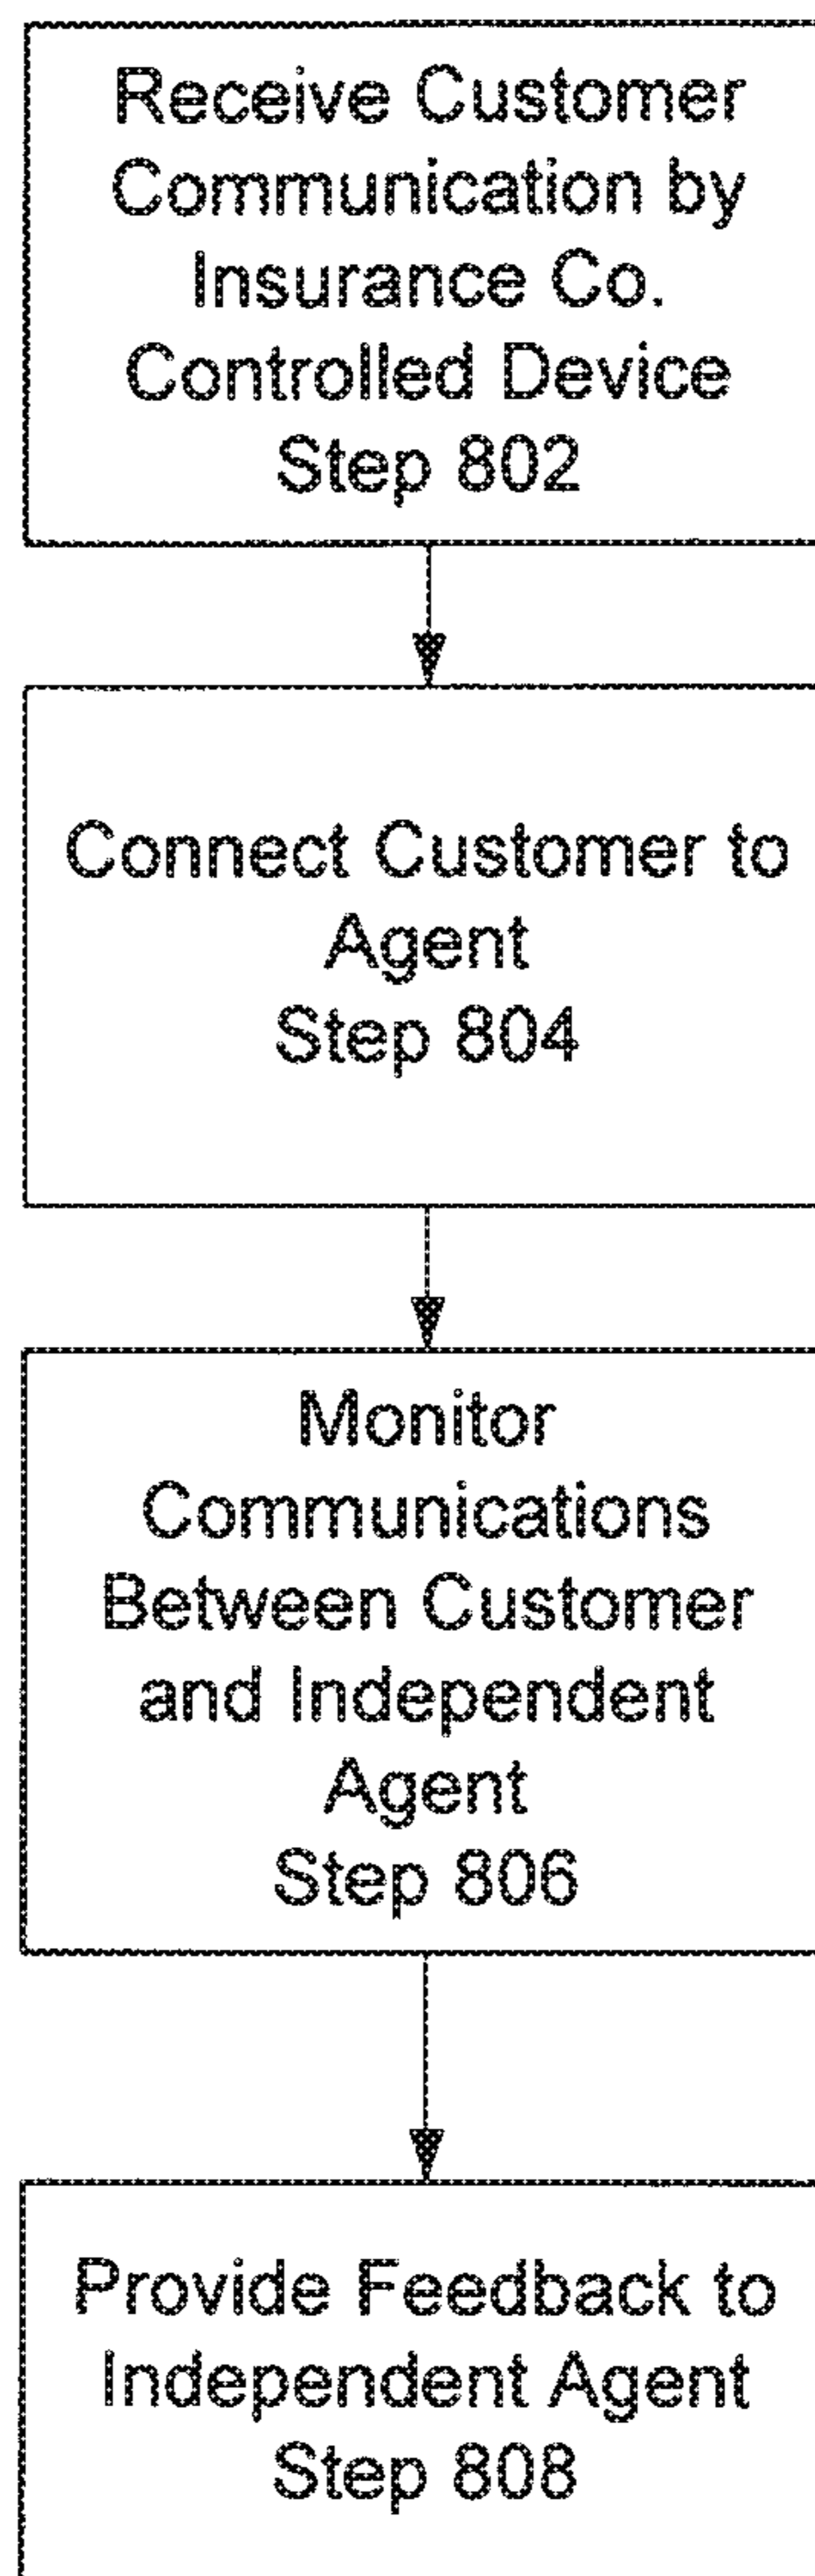 Receive Customer
Communication by
Insurance Co.
Controlled Device
Step 802
Connect Customer to
Agent
Step 804
Monitor
Communications
Between Customer
and Independent
Agent
Step 806
Provide Feedback to
Independent Agent
Step 808